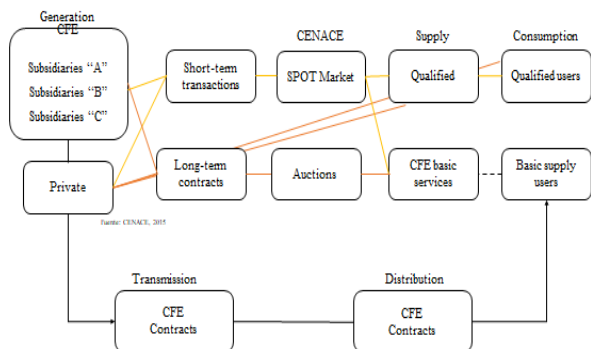 Generation
CFE
Subsidiaries “A”
Subsidiaries “B”
Subsidiaries “C”
Private
Short-term
transactions
Long-term
contracts
CENACE
SPOT Market
Auctions
Supply
Qualified
CFE basic
services
Consumption
Qualified users
Basic supply
users
Fuente: CENACE, 2015
Transmission
CFE
Contracts
Distribution
CFE
Contracts